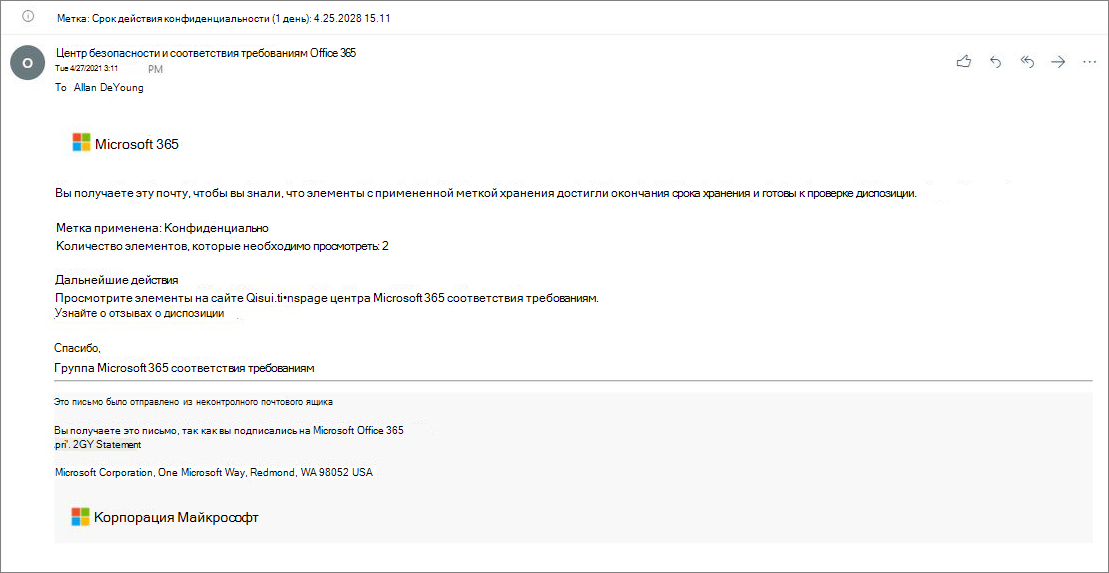 Метка: Срок действия конфиденциальности (1 день): 4.25.2028 15.11
O
Центр безопасности и соответствия требованиям Office 365
Tue 4/27/2021 3:11 PM
To Allan DeYoung
Microsoft 365
Вы получаете эту почту, чтобы вы знали, что элементы с примененной меткой хранения достигли окончания срока хранения и готовы к проверке диспозиции.
Метка применена: Конфиденциально
Количество элементов, которые необходимо просмотреть: 2
Дальнейшие действия
Просмотрите элементы на сайте Qisui.ti•nspage центра Microsoft 365 соответствия требованиям.
Узнайте о отзывах о диспозиции
Спасибо,
Группа Microsoft 365 соответствия требованиям
Это письмо было отправлено из неконтролного почтового ящика
Вы получаете это письмо, так как вы подписались на Microsoft Office 365
.pri". 2GY Statement
Microsoft Corporation, One Microsoft Way, Redmond, WA 98052 USA
Корпорация Майкрософт